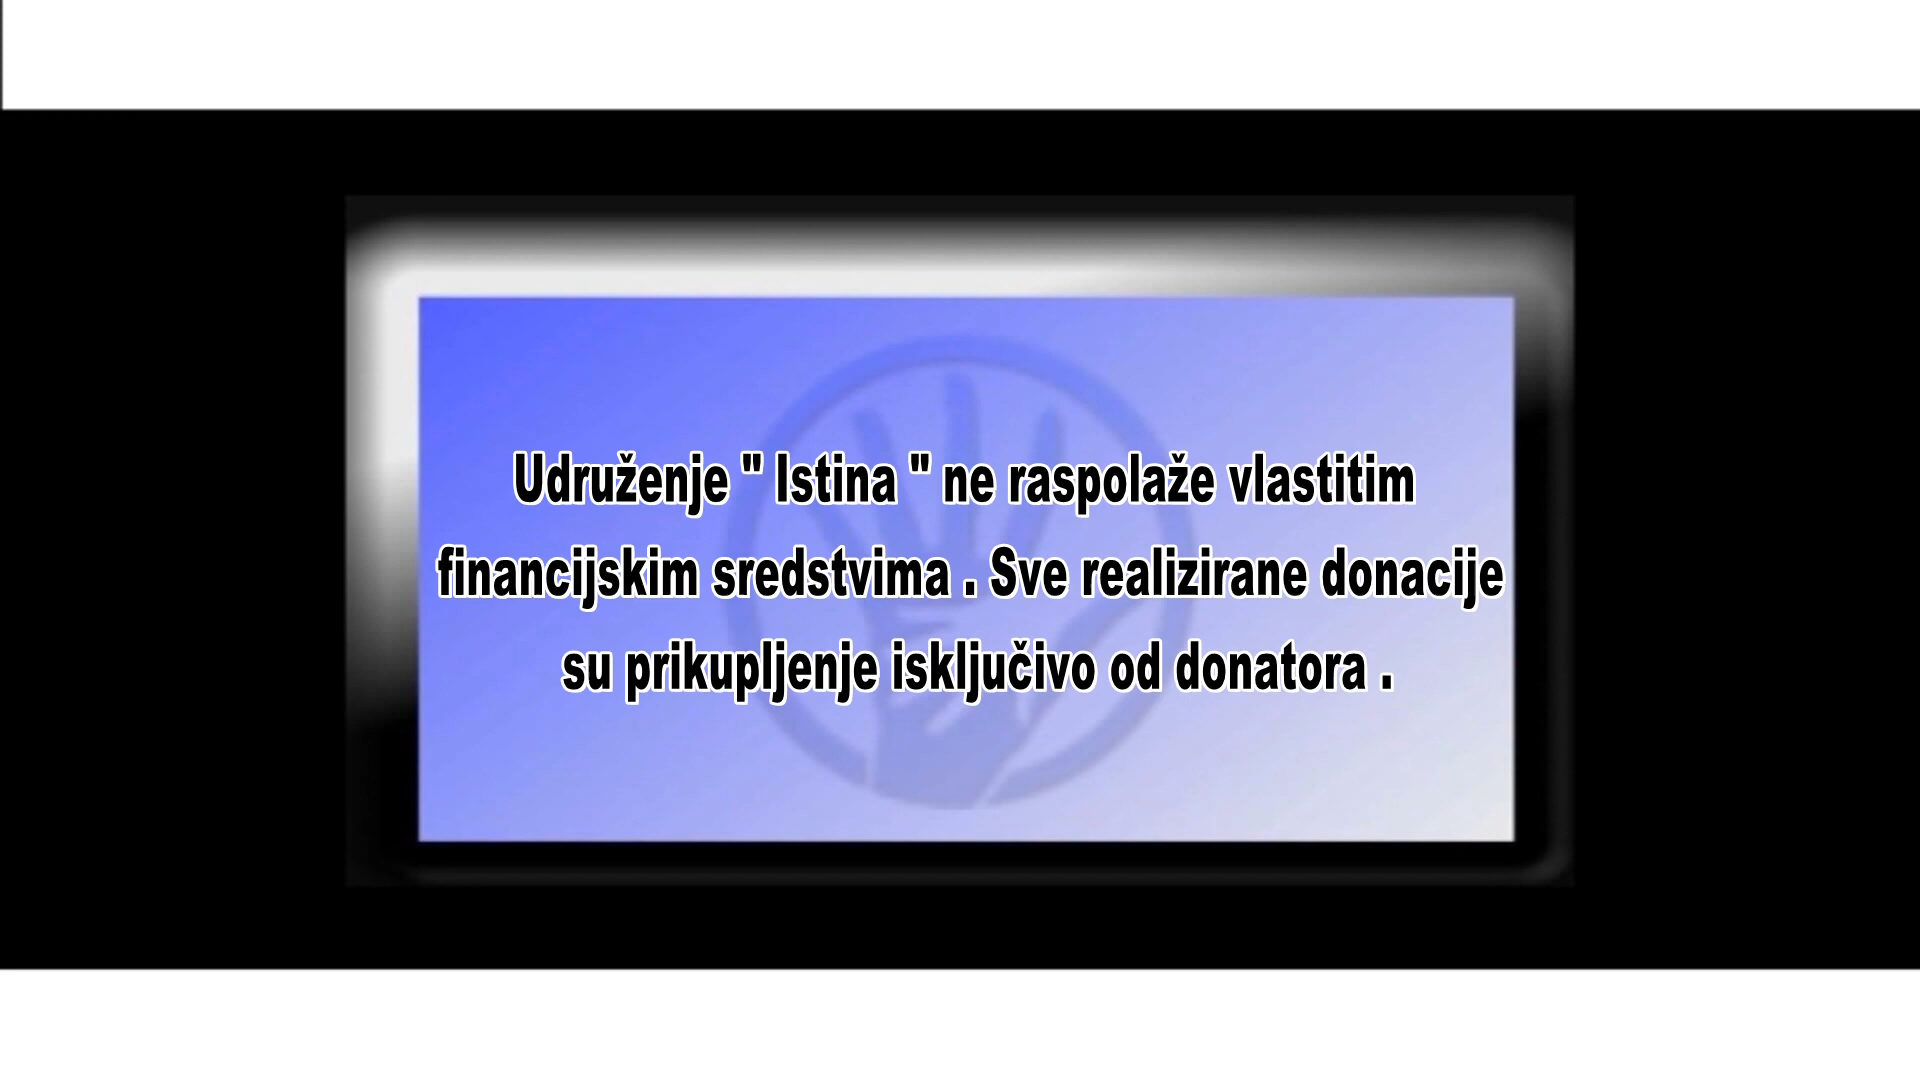 Udruženje " Istina " ne raspolaže vlastitim
financijskim sredstvima . Sve realizirane donacije
su prikupljenje isključivo od donatora .